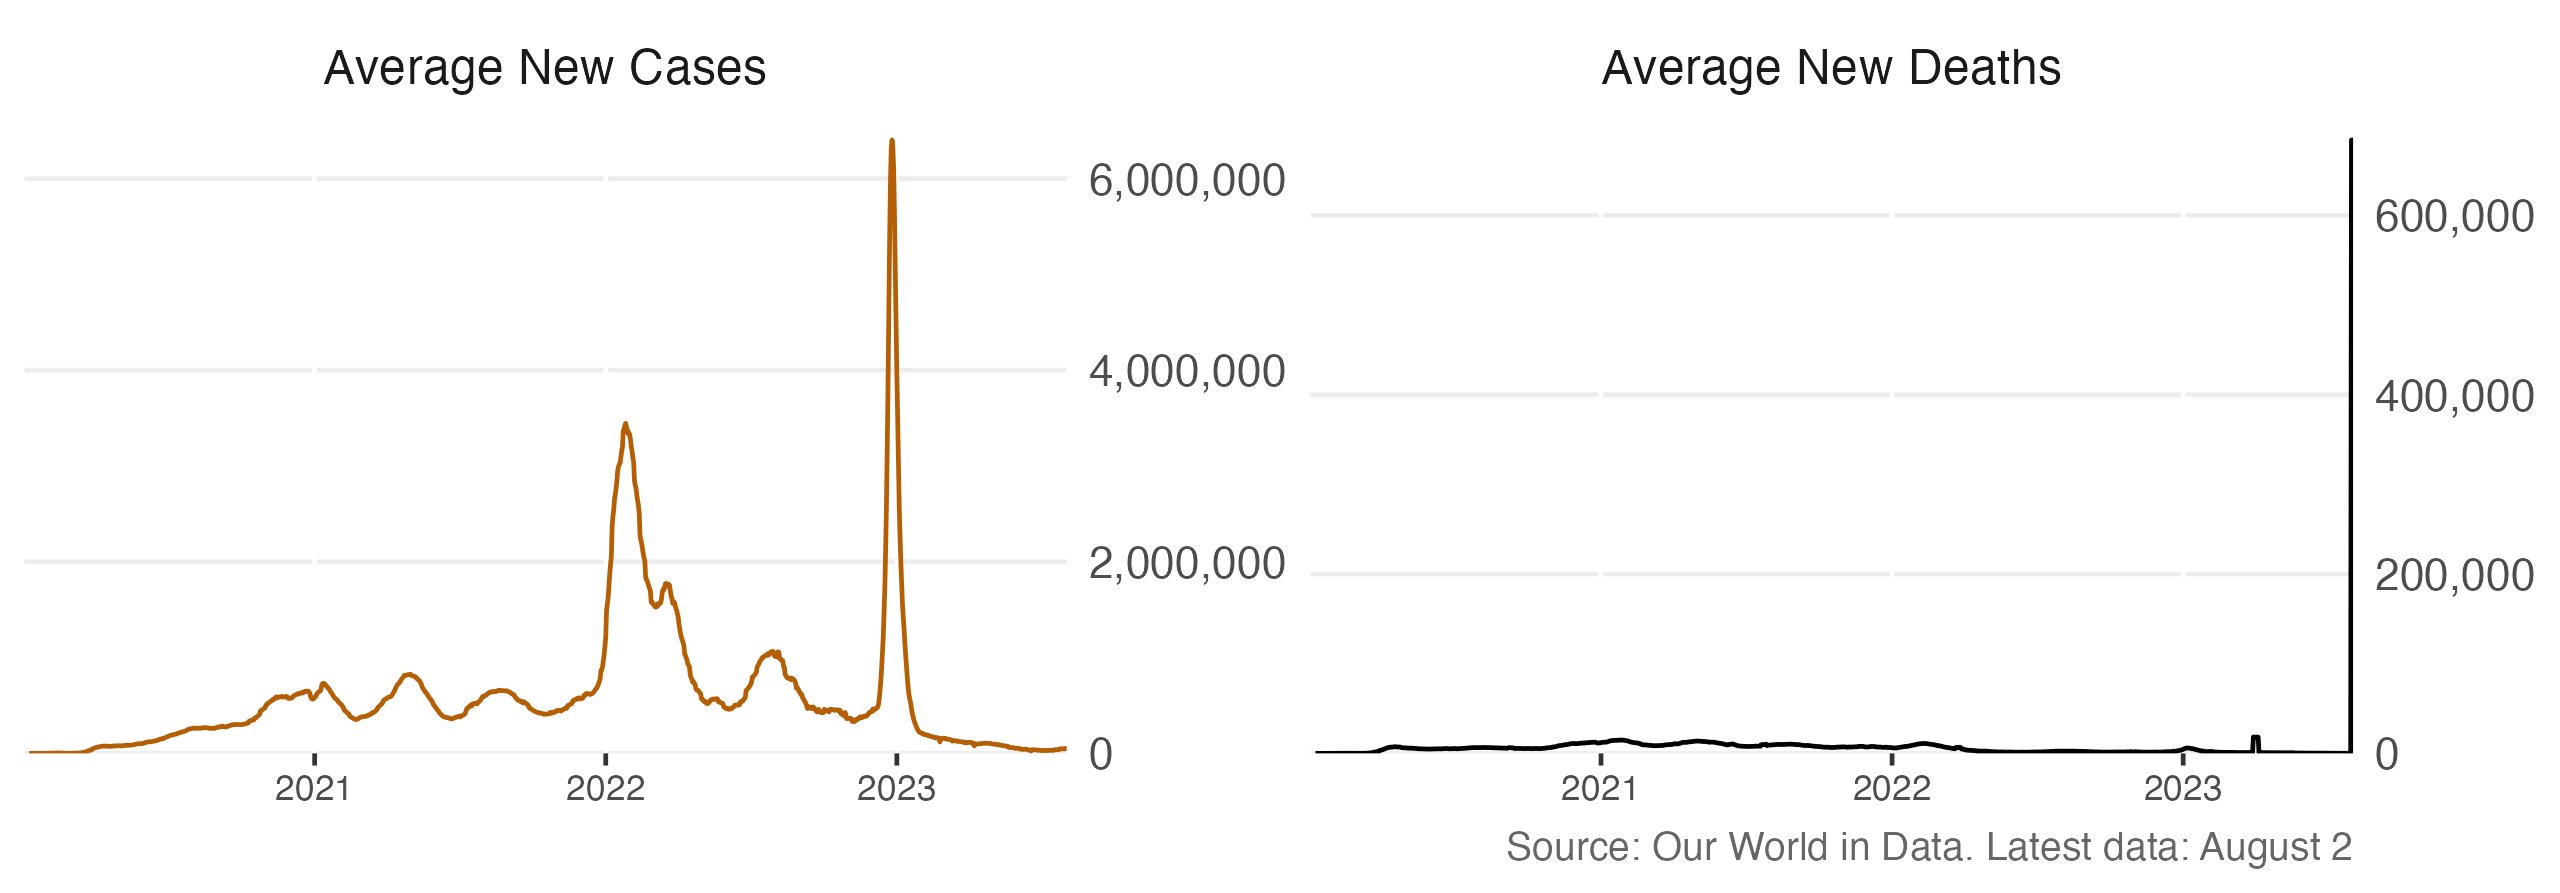 Average New Cases
6,000,000
4,000,000
2,000,000
0
2021 2022 2023
Average New Deaths
600,000
400,000
200,000
0
2021 2022 2023
Source: Our World in Data. Latest data: August 2